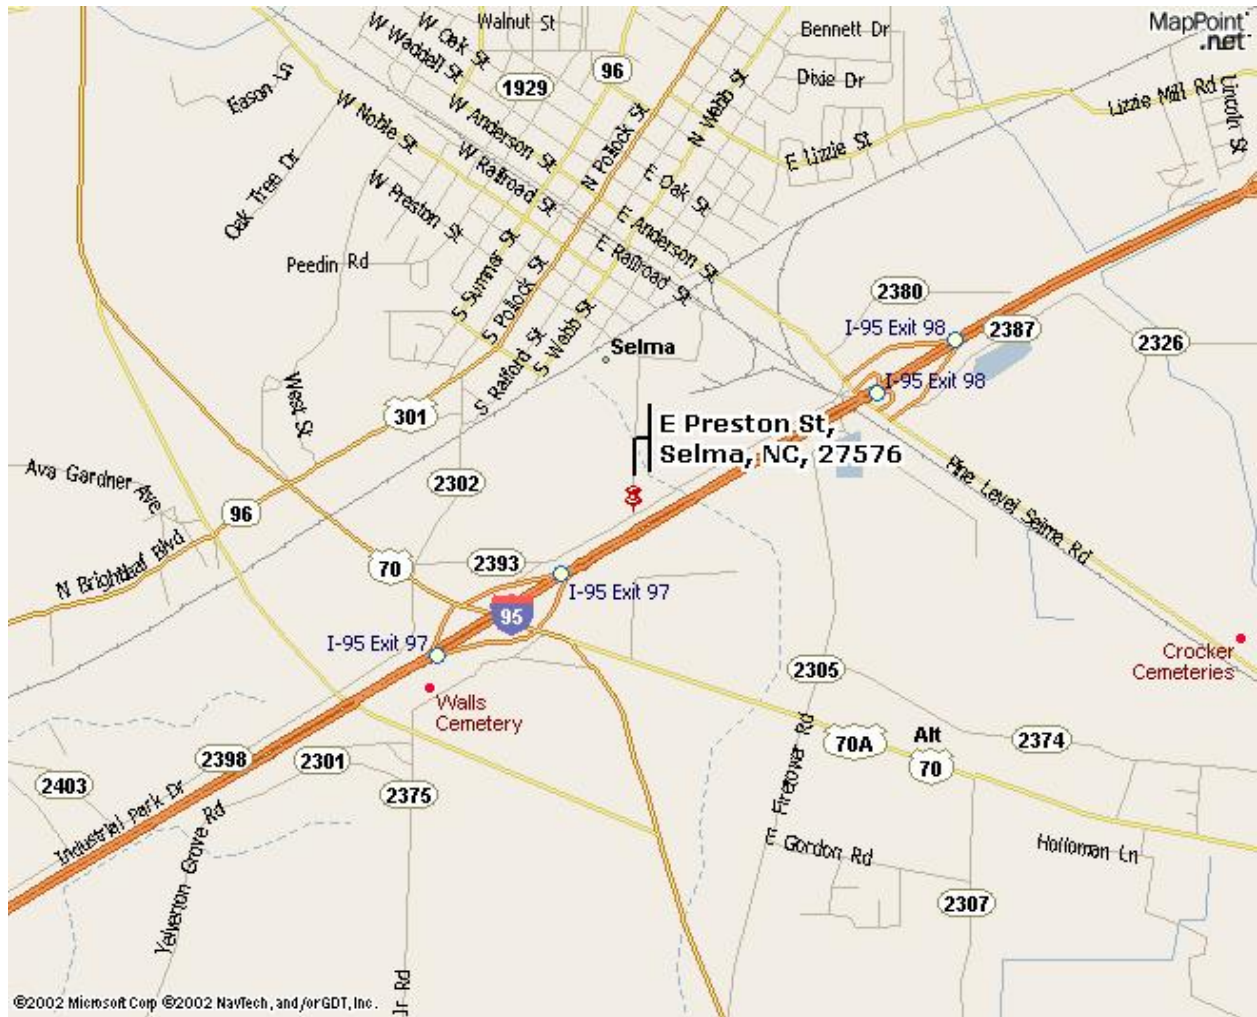 MapPoint
.net
Walnut St
Bennett Dr
W Oak St
W Waddell St
96
1929
Dixie Dr
Eason Ln
N Webb St
Lizzie Mill Rd
Lincoln St
W Noble St
W Anderson St
N Pollock St
E Lizzie St
W Railroad St
E Oak St
Oak Tree Dr
W Preston St
E Anderson St
Peedin Rd
E Railroad St
S Sumner St
S Pollock St
2380
I-95 Exit 98
2387
2326
S Raiford St
S Webb St
Selma
I-95 Exit 98
West St
301
E Preston St,
Selma, NC, 27576
Ava Gardner Ave
2302
Pine Level Selma Rd
96
N Brightleaf Blvd
70
2393
I-95 Exit 97
95
I-95 Exit 97
Crocker
Cemeteries
2305
Walls
Cemetery
Firetower Rd
70A
Alt
70
2374
2398
2301
2403
2375
Industrial Park Dr
Yelverton Grove Rd
E Gordon Rd
Holloman Ln
2307
Jr Rd
©2002 Microsoft Corp ©2002 NavTech, and/or GDT, Inc.